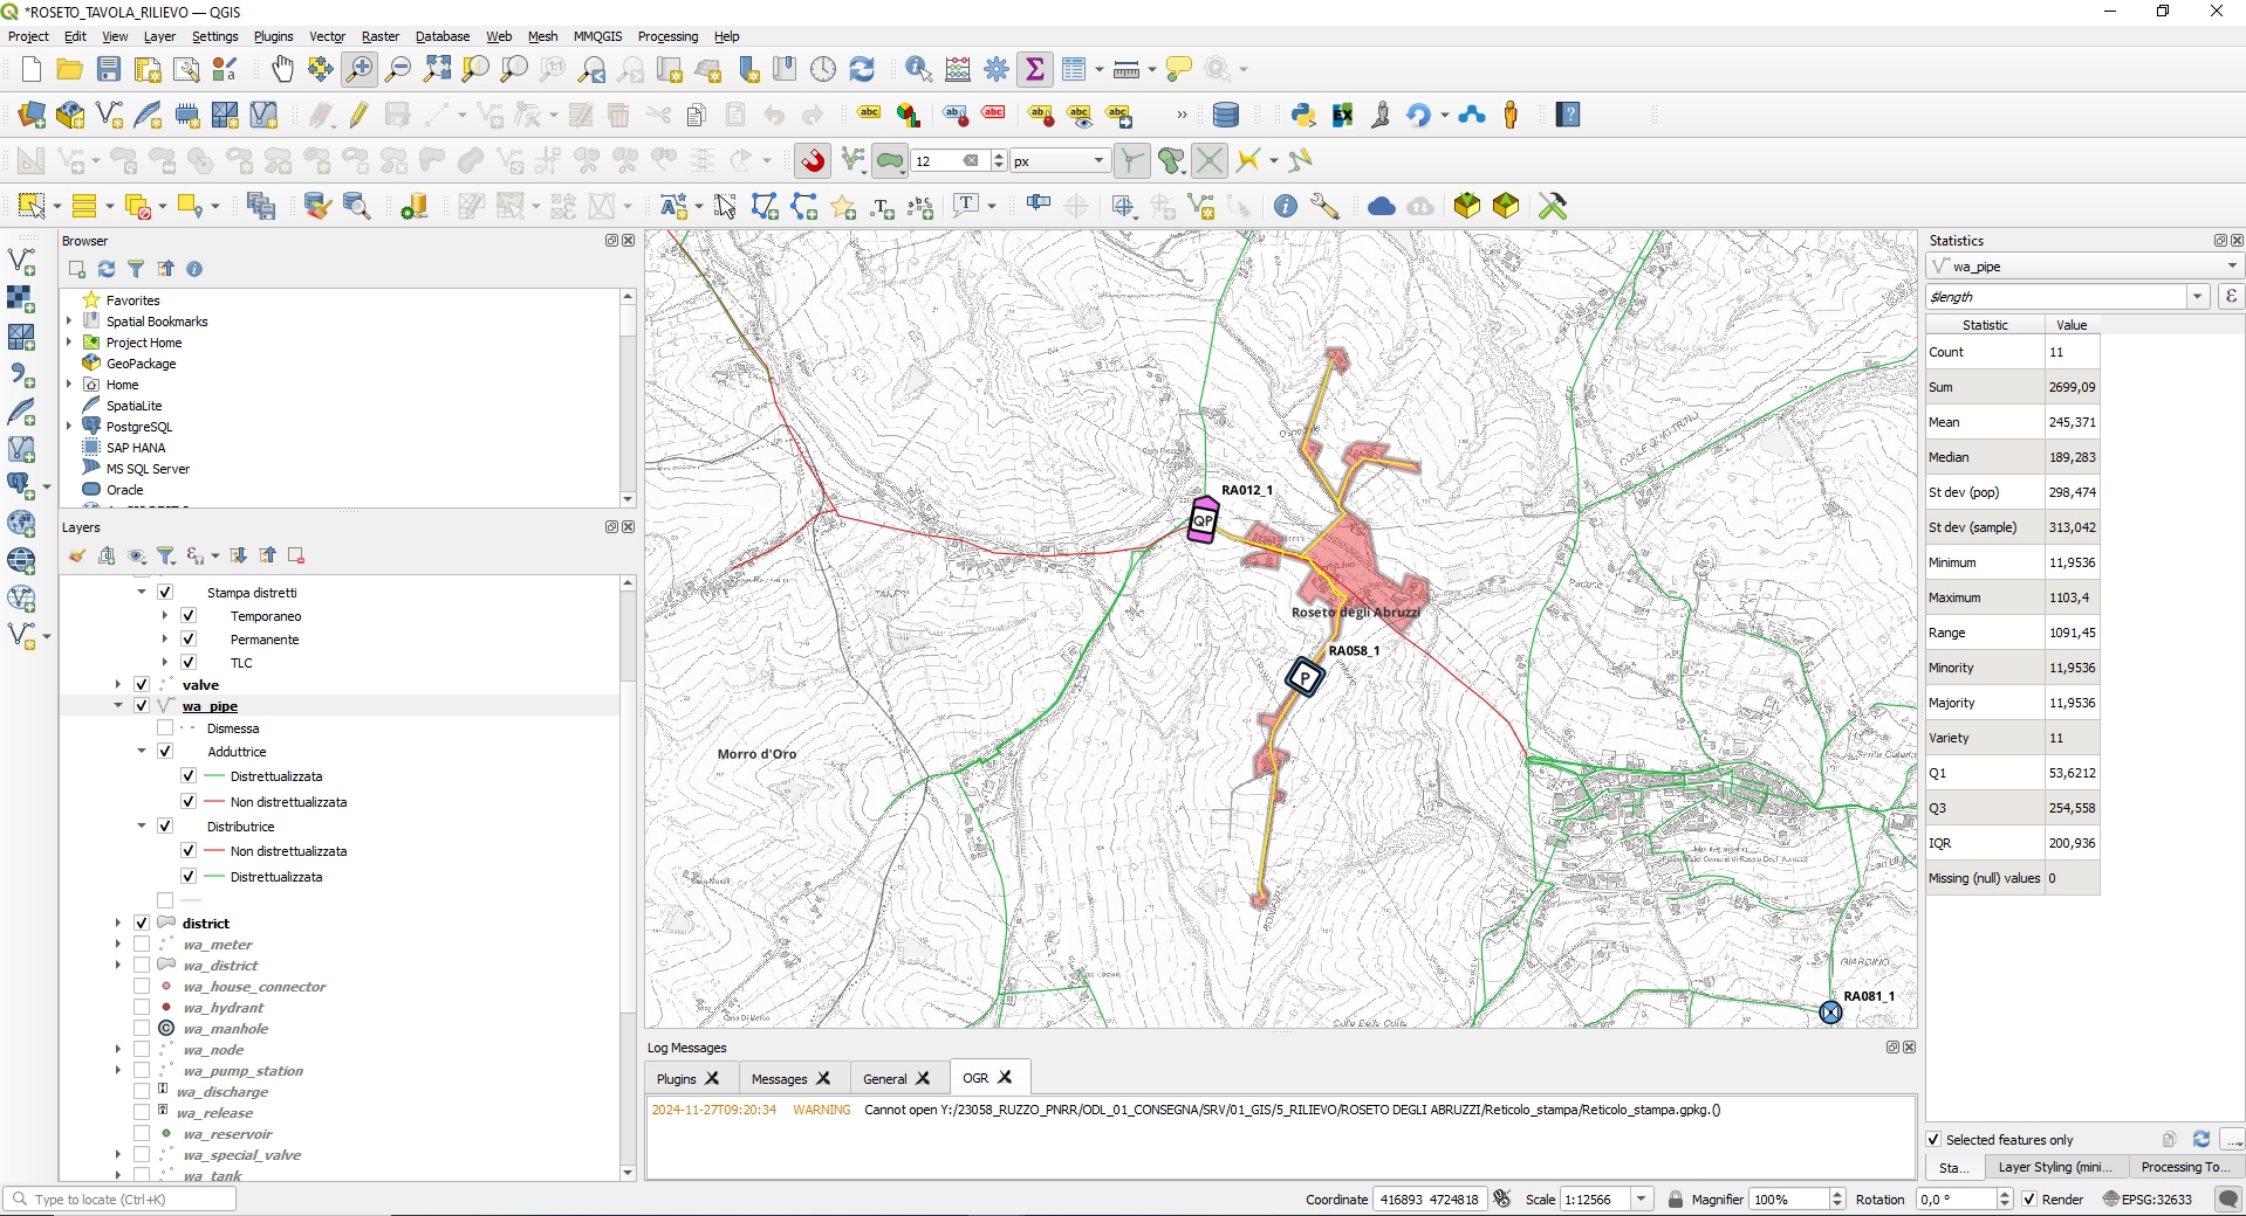 *ROSETO_TAVOLA_RILIEVO — QGIS
Project Edit View Layer Settings Plugins Vector Raster Database Web Mesh MMQGIS Processing Help
12 px
Browser
Favorites
Spatial Bookmarks
Project Home
GeoPackage
Home
SpatiaLite
PostgreSQL
SAP HANA
MS SQL Server
Oracle
Layers
Stampa distretti
Temporaneo
Permanente
TLC
valve
wa_pipe
Dismessa
Adduttrice
Distrettualizzata
Non distrettualizzata
Distributrice
Non distrettualizzata
Distrettualizzata
district
wa_meter
wa_district
wa_house_connector
wa_hydrant
wa_manhole
wa_node
wa_pump_station
wa_discharge
wa_release
wa_reservoir
wa_special_valve
wa_tank
RA012_1
QP
Roseto degli Abruzzi
RA058_1
P
Morro d'Oro
COLLE QUATTRINO
GIARDINO
RA081_1
Log Messages
Plugins Messages General OGR
2024-11-27T09:20:34 WARNING Cannot open Y:/23058_RUZZO_PNRR/ODL_01_CONSEGNA/SRV/01_GIS/5_RILIEVO/ROSETO DEGLI ABRUZZI/Reticolo_stampa/Reticolo_stampa.gpkg.()
Statistics
wa_pipe
$length
Statistic Value
Count 11
Sum 2699,09
Mean 245,371
Median 189,283
St dev (pop) 298,474
St dev (sample) 313,042
Minimum 11,9536
Maximum 1103,4
Range 1091,45
Minority 11,9536
Majority 11,9536
Variety 11
Q1 53,6212
Q3 254,558
IQR 200,936
Missing (null) values 0
Selected features only
Sta... Layer Styling (mini... Processing To...
Type to locate (Ctrl+K) Coordinate 416893 4724818 Scale 1:12566 Magnifier 100% Rotation 0,0 ° Render EPSG:32633